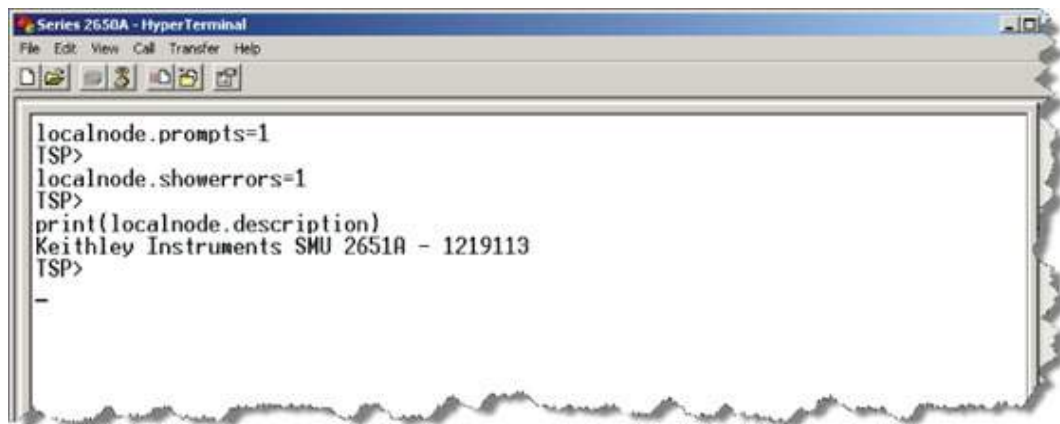 Series 2650A - HyperTerminal
File Edit View Call Transfer Help
localnode.prompts=1
TSP>
localnode.showerrors=1
TSP>
print(localnode.description)
Keithley Instruments SMU 2651A - 1219113
TSP>